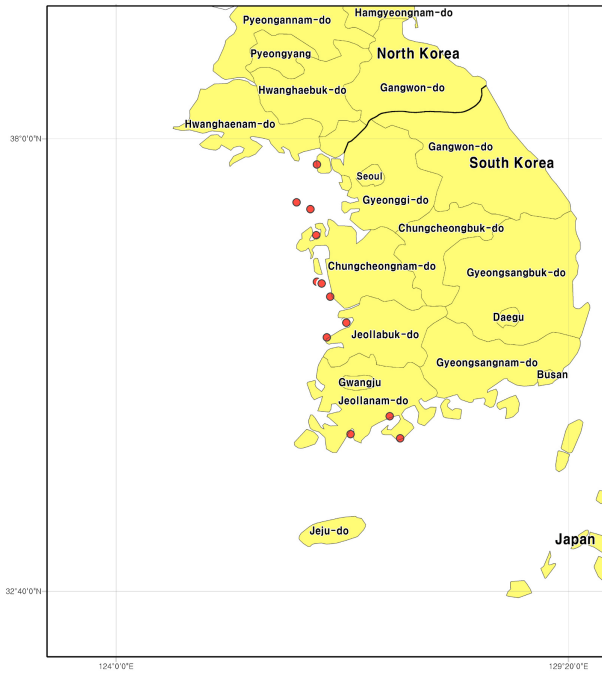 Hamgyeongnam-do
Pyeongannam-do
Pyeongyang
North Korea
Hwanghaebuk-do
Gangwon-do
Hwanghaenam-do
38°0'0"N
Gangwon-do
South Korea
Seoul
Gyeonggi-do
Chungcheongbuk-do
Chungcheongnam-do
Gyeongsangbuk-do
Daegu
Jeollabuk-do
Gyeongsangnam-do
Busan
Gwangju
Jeollanam-do
Jeju-do
Japan
32°40'0"N
124°0'0"E
129°20'0"E